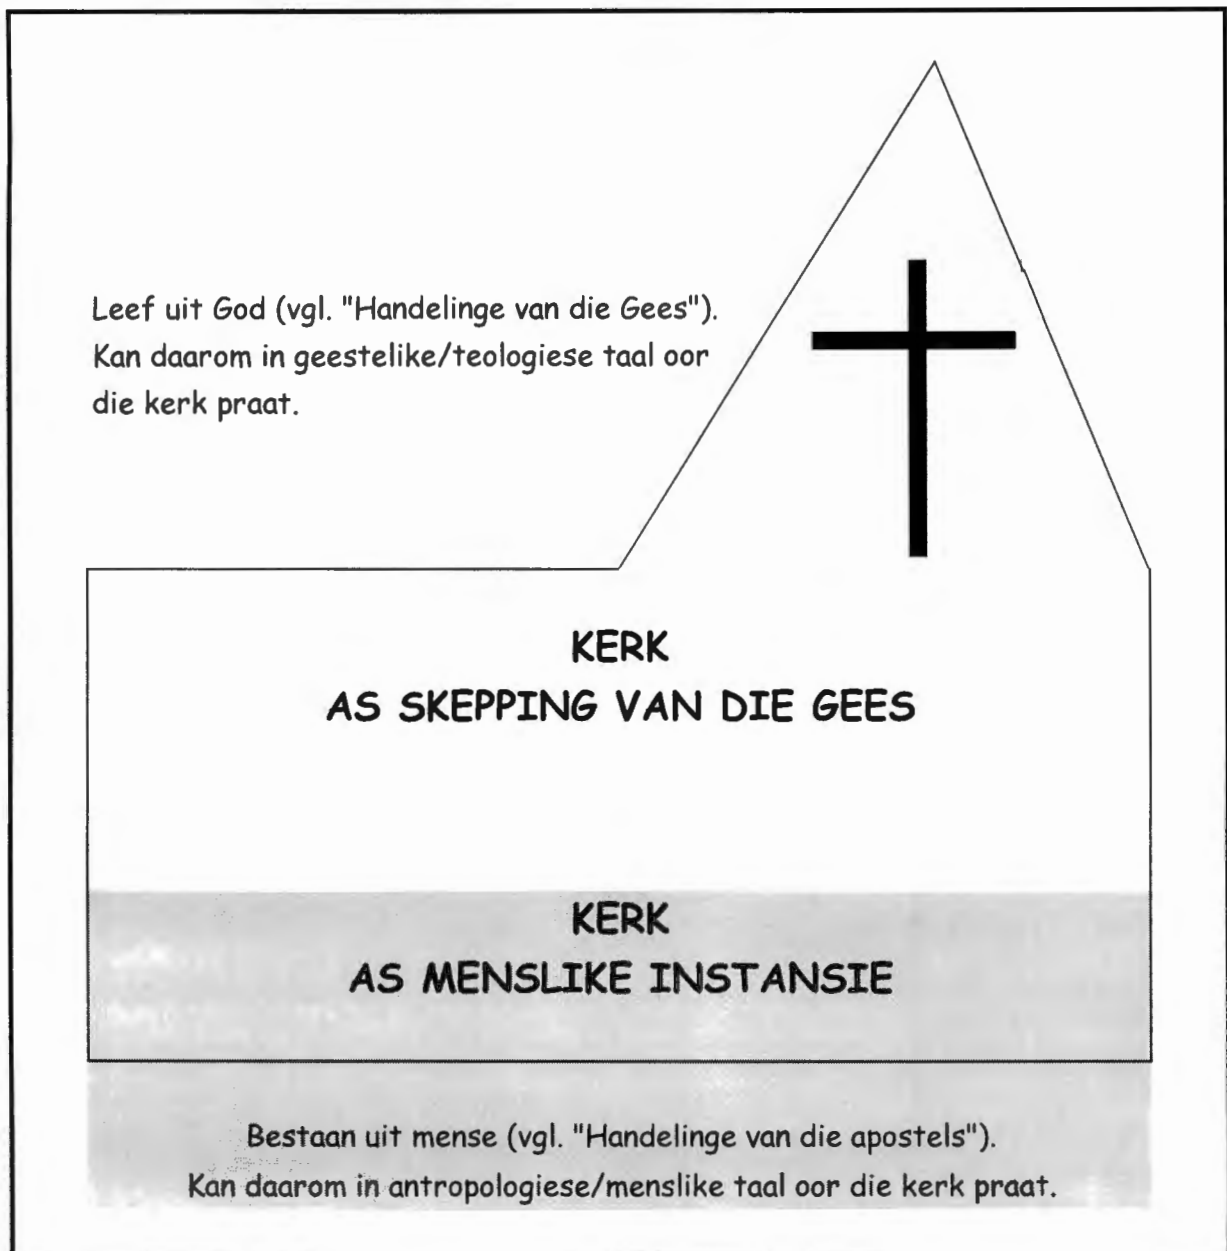 Leef uit God (vgl. "Handelinge van die Gees").
Kan daarom in geestelike/teologiese taal oor
die kerk praat.
KERK
AS SKEPPING VAN DIE GEES
KERK
AS MENSLIKE INSTANSIE
Bestaan uit mense (vgl. "Handelinge van die apostels").
Kan daarom in antropologiese/menslike taal oor die kerk praat.